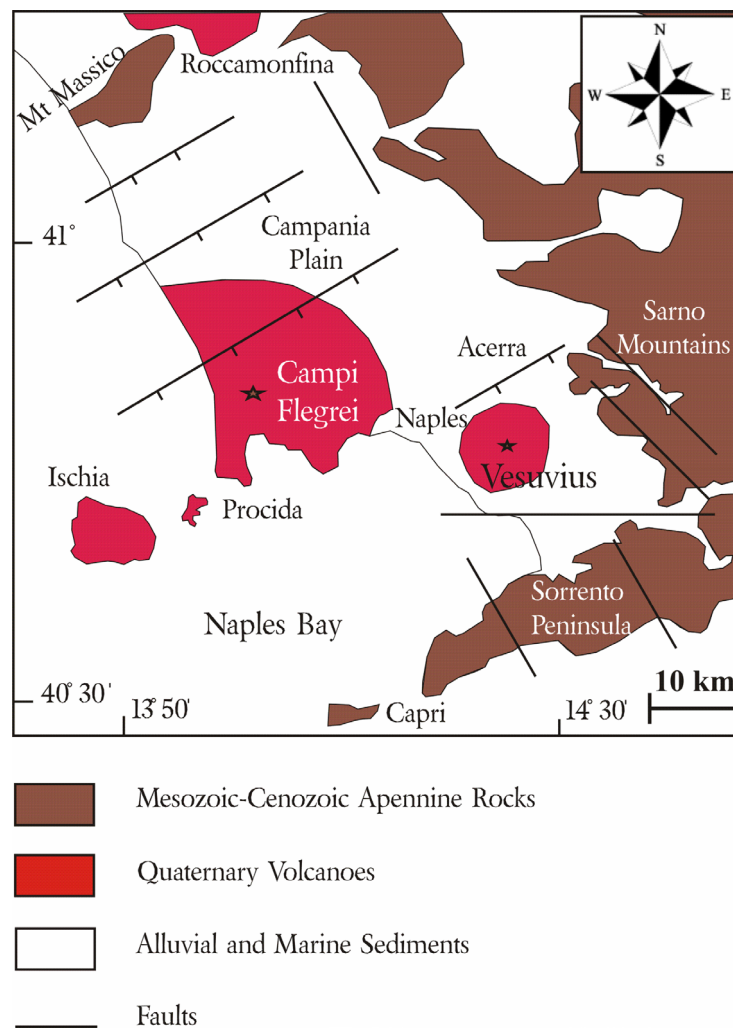 Mt Massico
Roccamonfina
N
W
E
S
41°
Campania
Plain
Sarno
Mountains
Acerra
Campi
Flegrei
Naples
Ischia
Vesuvius
Procida
Sorrento
Peninsula
Naples Bay
40° 30'
13° 50'
Capri
14° 30'
10 km
Mesozoic-Cenozoic Apennine Rocks
Quaternary Volcanoes
Alluvial and Marine Sediments
Faults